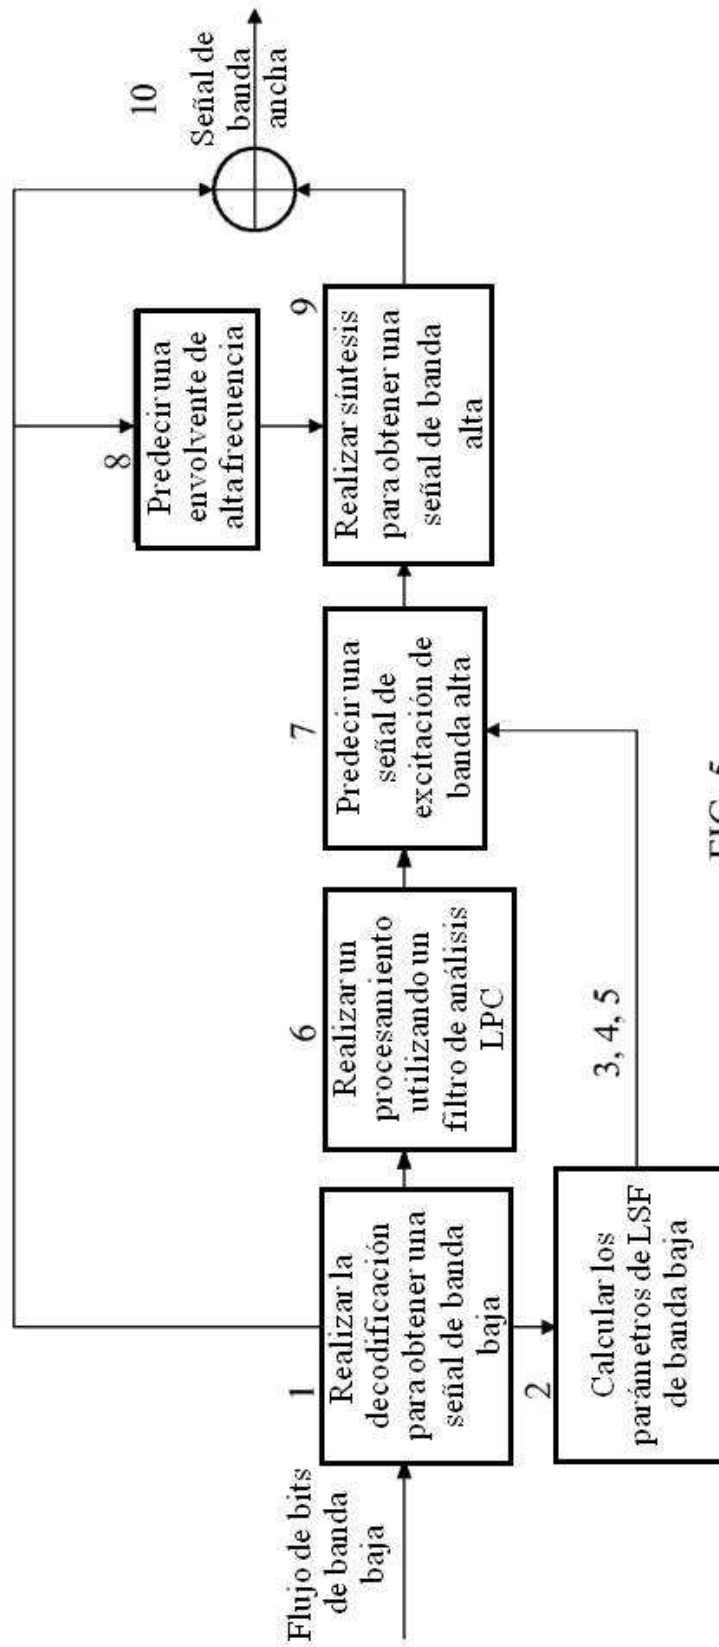 Flujo de bits
de banda
baja
1
Realizar la
decodificación
para obtener una
señal de banda
baja
2
Calcular los
parámetros de LSF
de banda baja
3, 4, 5
6
Realizar un
procesamiento
utilizando un
filtro de análisis
LPC
7
Predecir una
señal de
excitación de
banda alta
8
Predecir una
envolvente de
alta frecuencia
9
Realizar síntesis
para obtener una
señal de banda
alta
10
Señal de
banda
ancha
FIG. 5